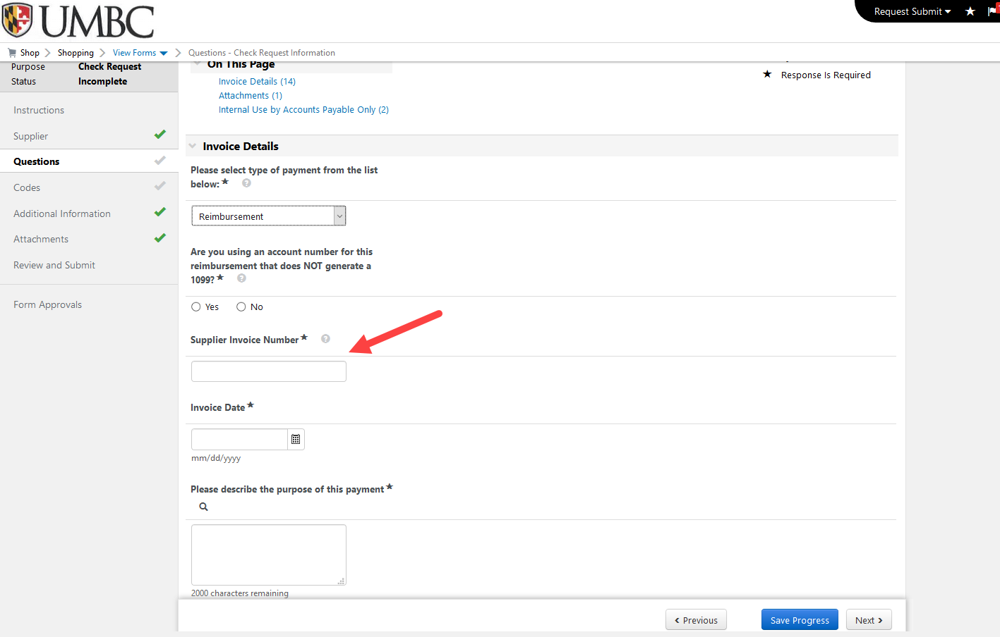 UMBC
Request Submit
Shop
Shopping
View Forms
Questions - Check Request Information
Purpose
Check Request
Status
Incomplete
Instructions
Supplier
Questions
Codes
Additional Information
Attachments
Review and Submit
Form Approvals
On This Page
Invoice Details (14)
Attachments (1)
Internal Use by Accounts Payable Only (2)
★ Response Is Required
Invoice Details
Please select type of payment from the list
below: ★ ?
Reimbursement
Are you using an account number for this
reimbursement that does NOT generate a
1099? ★ ?
Yes
No
Supplier Invoice Number ★ ?
Invoice Date ★
mm/dd/yyyy
Please describe the purpose of this payment ★
2000 characters remaining
Previous
Save Progress
Next